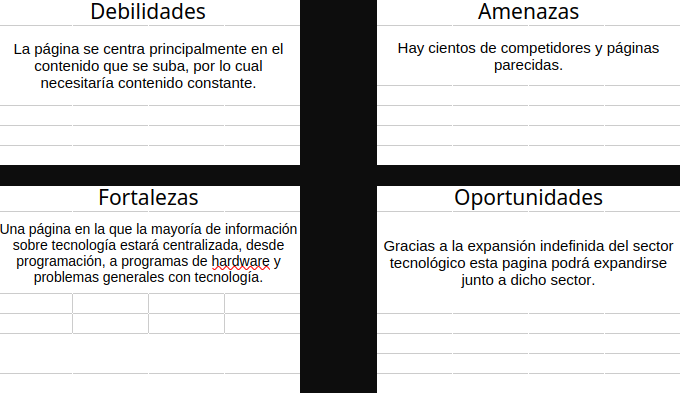 Debilidades
La página se centra principalmente en el
contenido que se suba, por lo cual
necesitaría contenido constante.
Amenazas
Hay cientos de competidores y páginas
parecidas.
Fortalezas
Una página en la que la mayoría de información
sobre tecnología estará centralizada, desde
programación, a programas de hardware y
problemas generales con tecnología.
Oportunidades
Gracias a la expansión indefinida del sector
tecnológico esta pagina podrá expandirse
junto a dicho sector.